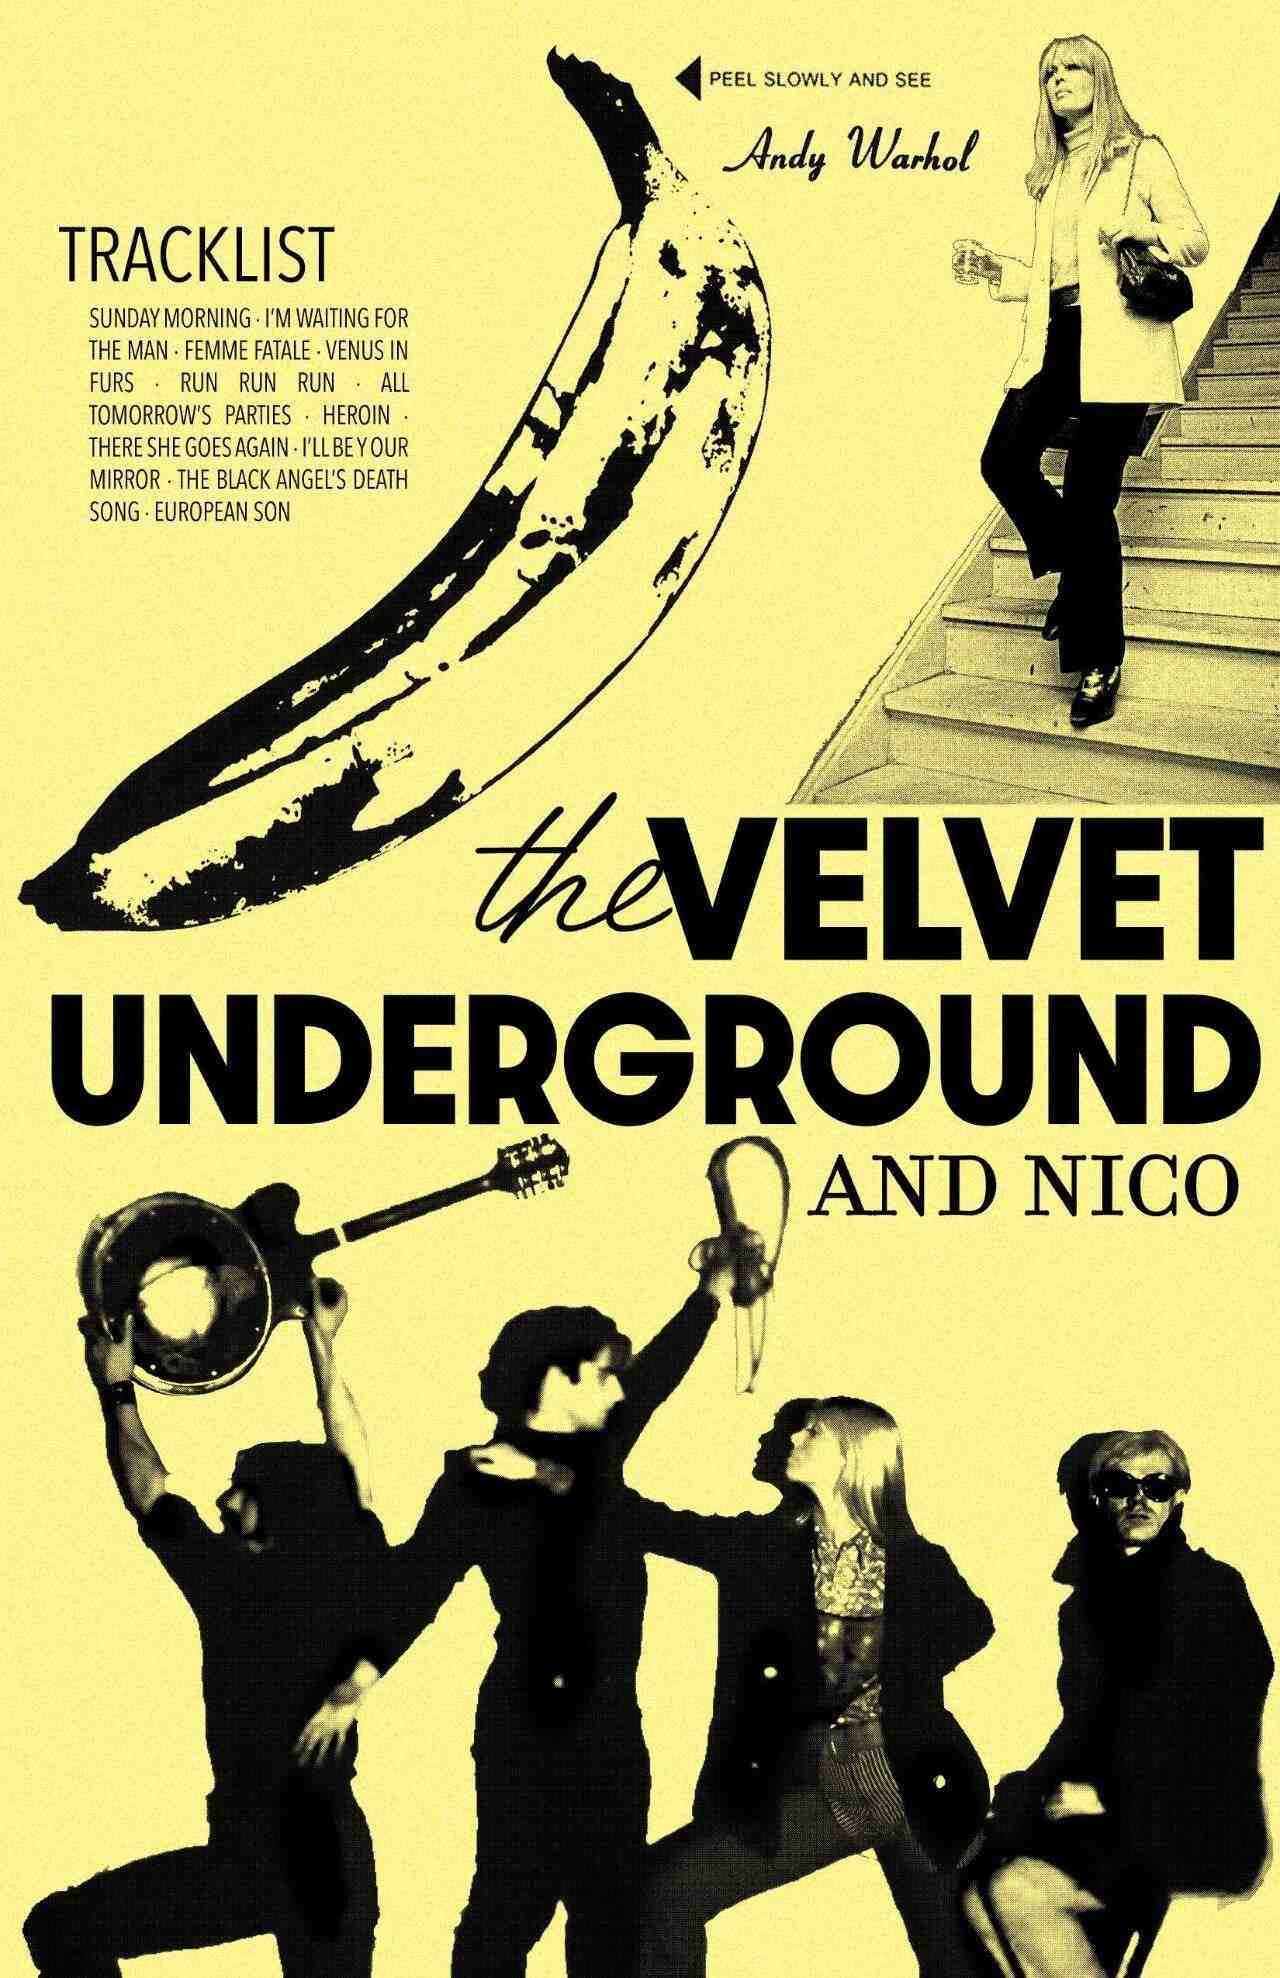 PEEL SLOWLY AND SEE
Andy Warhol
TRACKLIST
SUNDAY MORNING · I'M WAITING FOR
THE MAN · FEMME FATALE · VENUS IN
FURS · RUN RUN RUN · ALL
TOMORROW'S PARTIES · HEROIN ·
THERE SHE GOES AGAIN · I'LL BE YOUR
MIRROR · THE BLACK ANGEL'S DEATH
SONG · EUROPEAN SON
the VELVET
UNDERGROUND
AND NICO